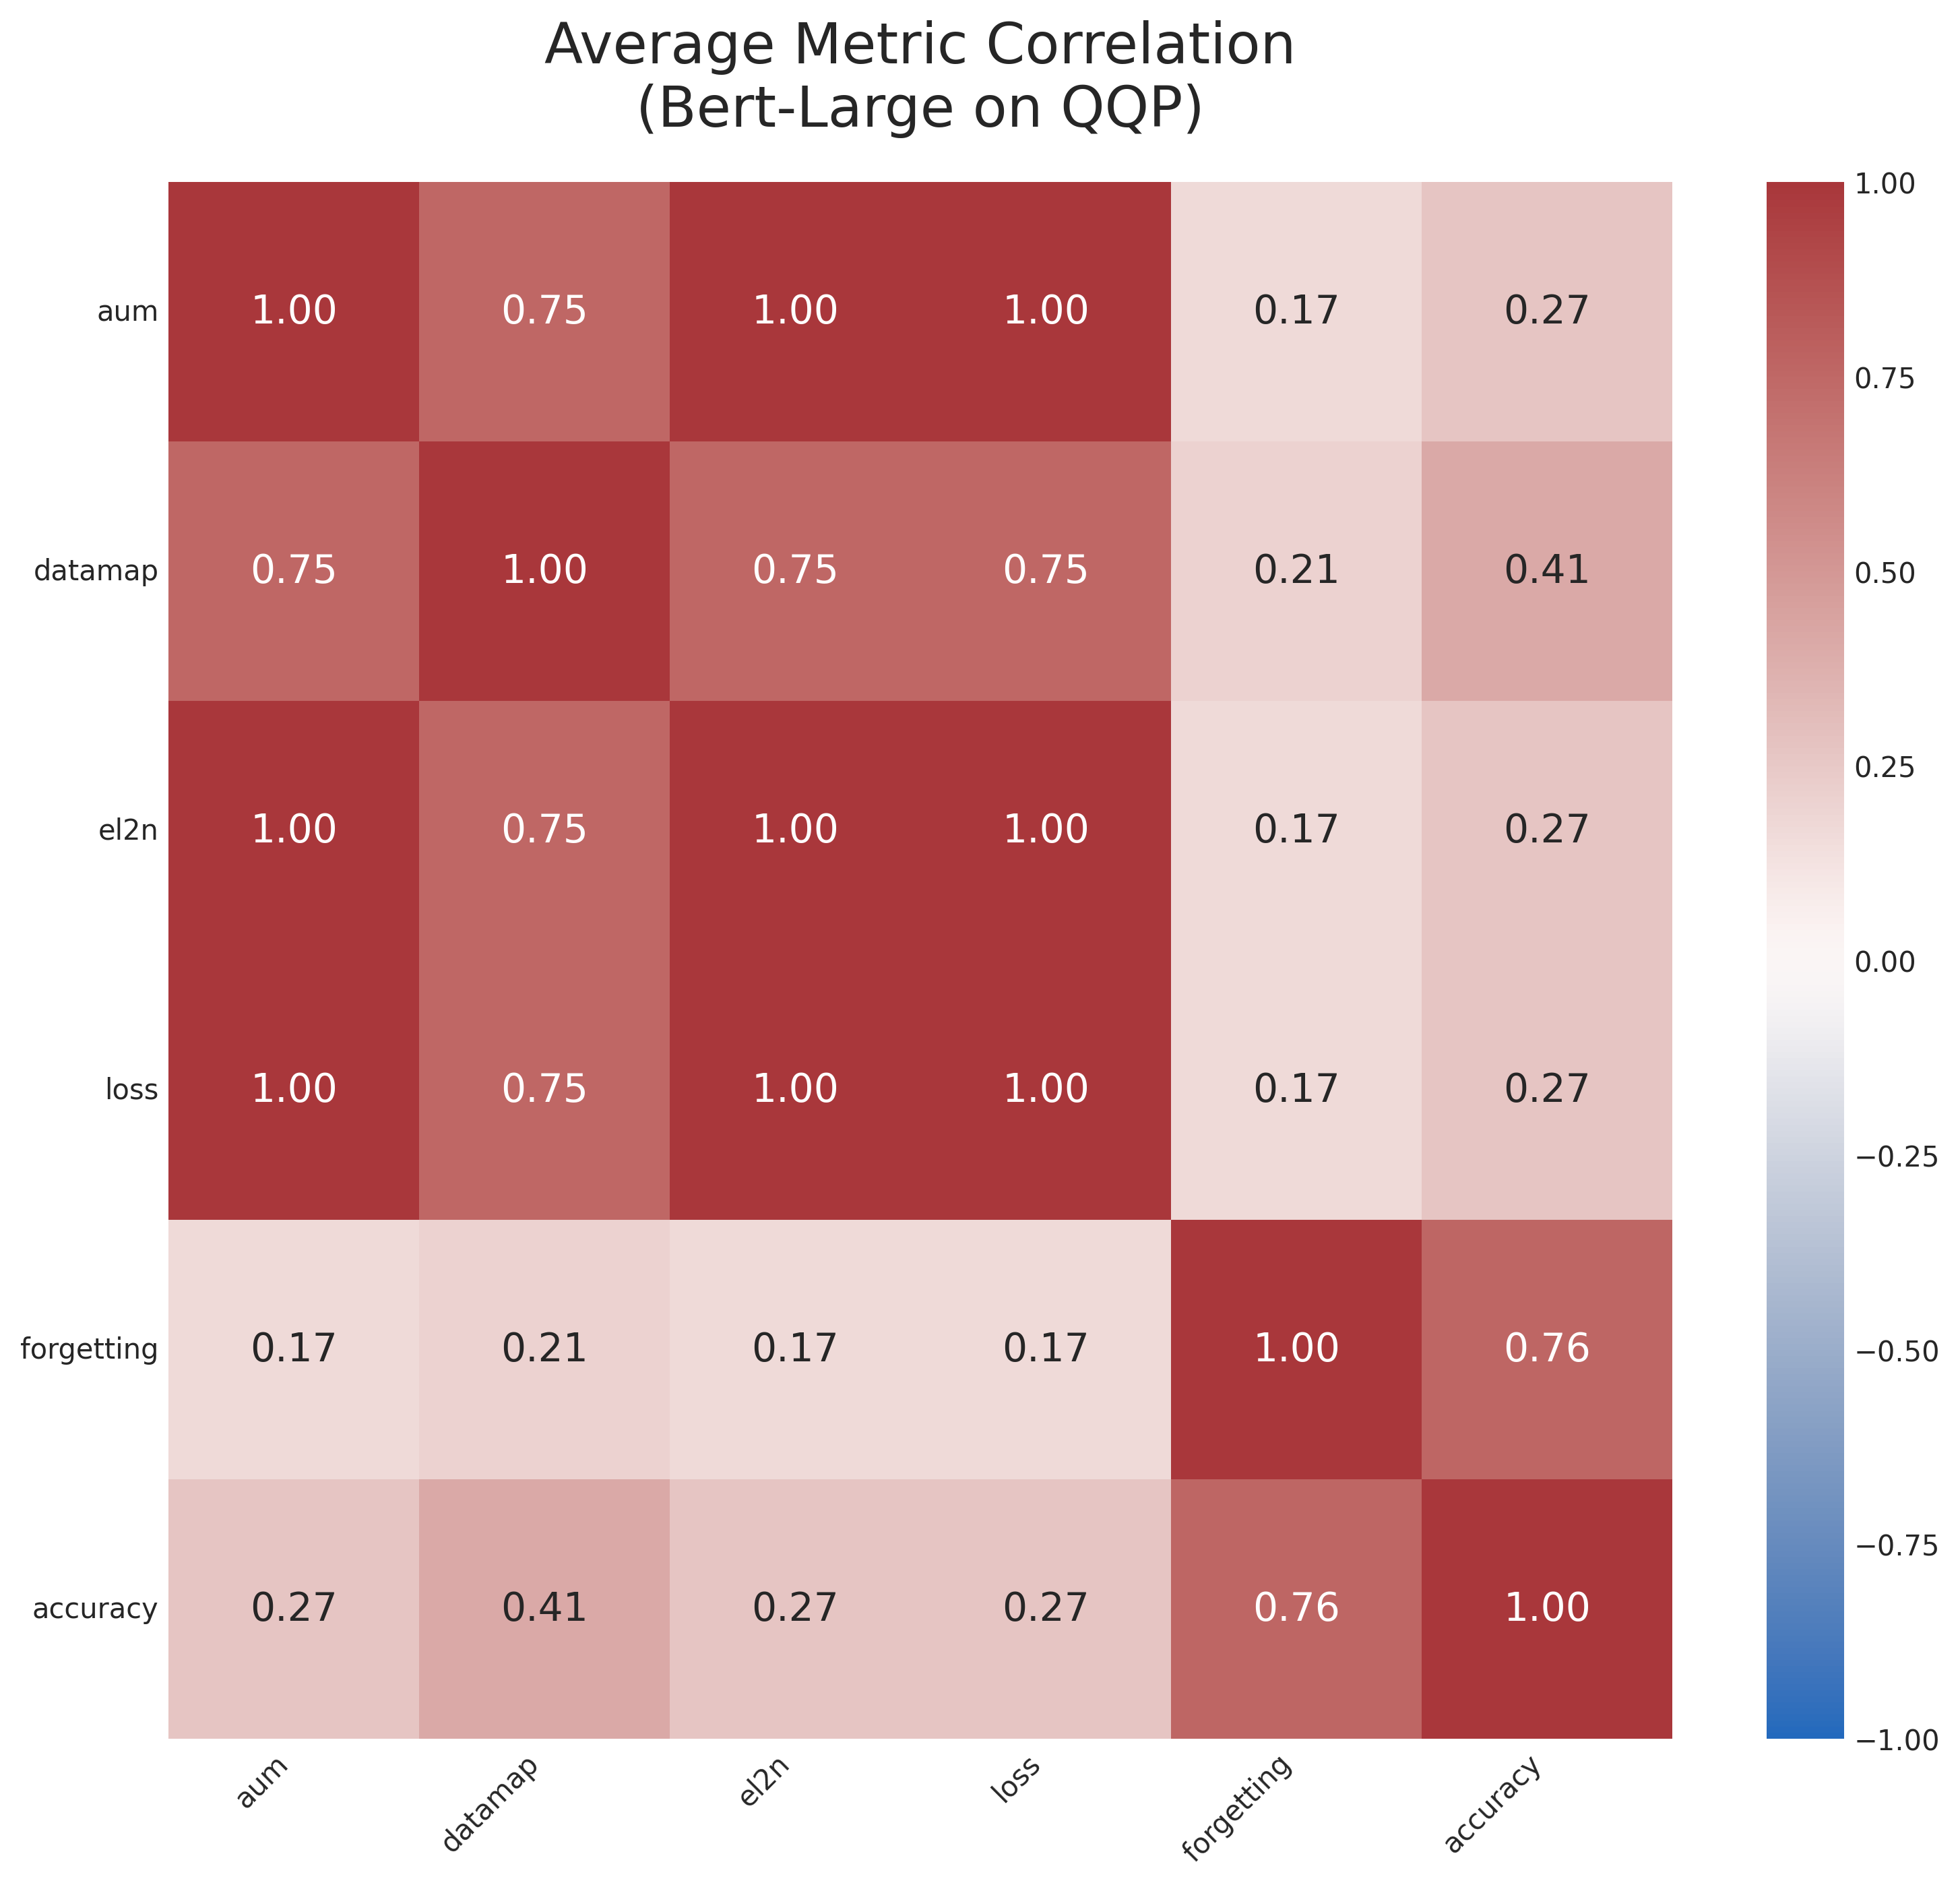 Average Metric Correlation
(Bert-Large on QQP)
aum 1.00 0.75 1.00 1.00 0.17 0.27
datamap 0.75 1.00 0.75 0.75 0.21 0.41
el2n 1.00 0.75 1.00 1.00 0.17 0.27
loss 1.00 0.75 1.00 1.00 0.17 0.27
forgetting 0.17 0.21 0.17 0.17 1.00 0.76
accuracy 0.27 0.41 0.27 0.27 0.76 1.00
aum datamap el2n loss forgetting accuracy
1.00
0.75
0.50
0.25
0.00
−0.25
−0.50
−0.75
−1.00